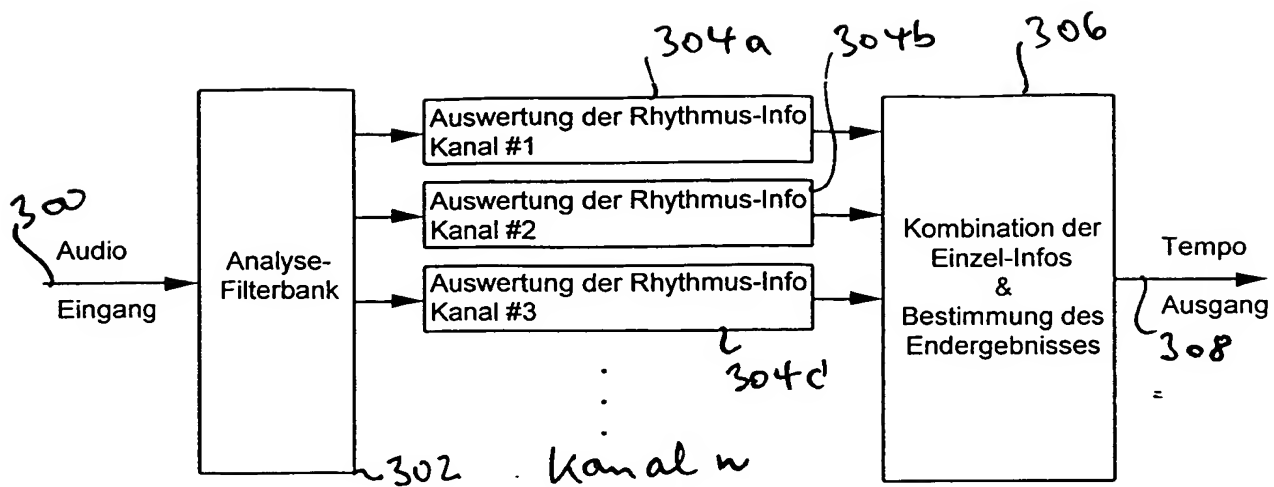 304a
304b
306
Auswertung der Rhythmus-Info
Kanal #1
Auswertung der Rhythmus-Info
Kanal #2
Auswertung der Rhythmus-Info
Kanal #3
300
Audio
Eingang
Analyse-
Filterbank
Kombination der
Einzel-Infos
&
Bestimmung des
Endergebnisses
Tempo
Ausgang
308
304c
302
Kanal n